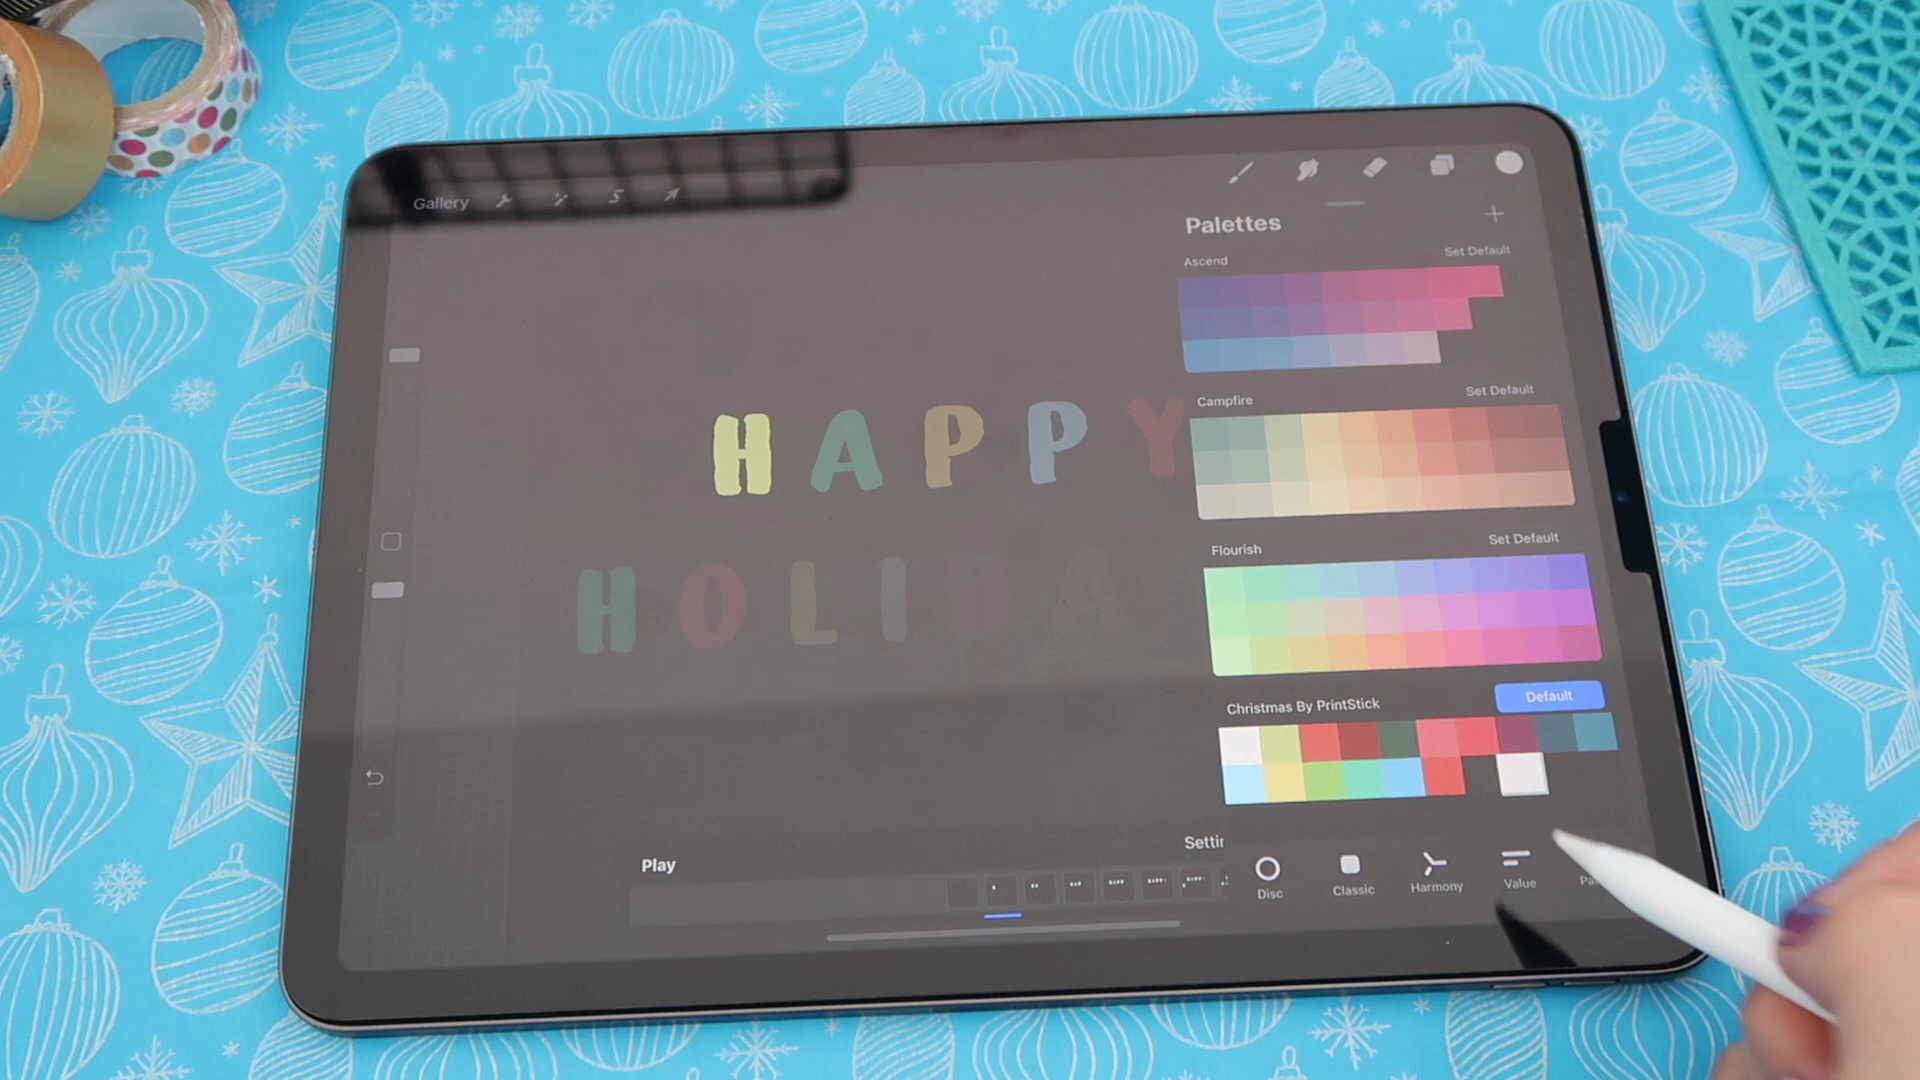 Gallery
Palettes
Ascend
Set Default
Campfire
Set Default
HAPPY
Flourish
Set Default
HOLIDA
Christmas By PrintStick
Default
Play
Disc
Classic
Harmony
Value